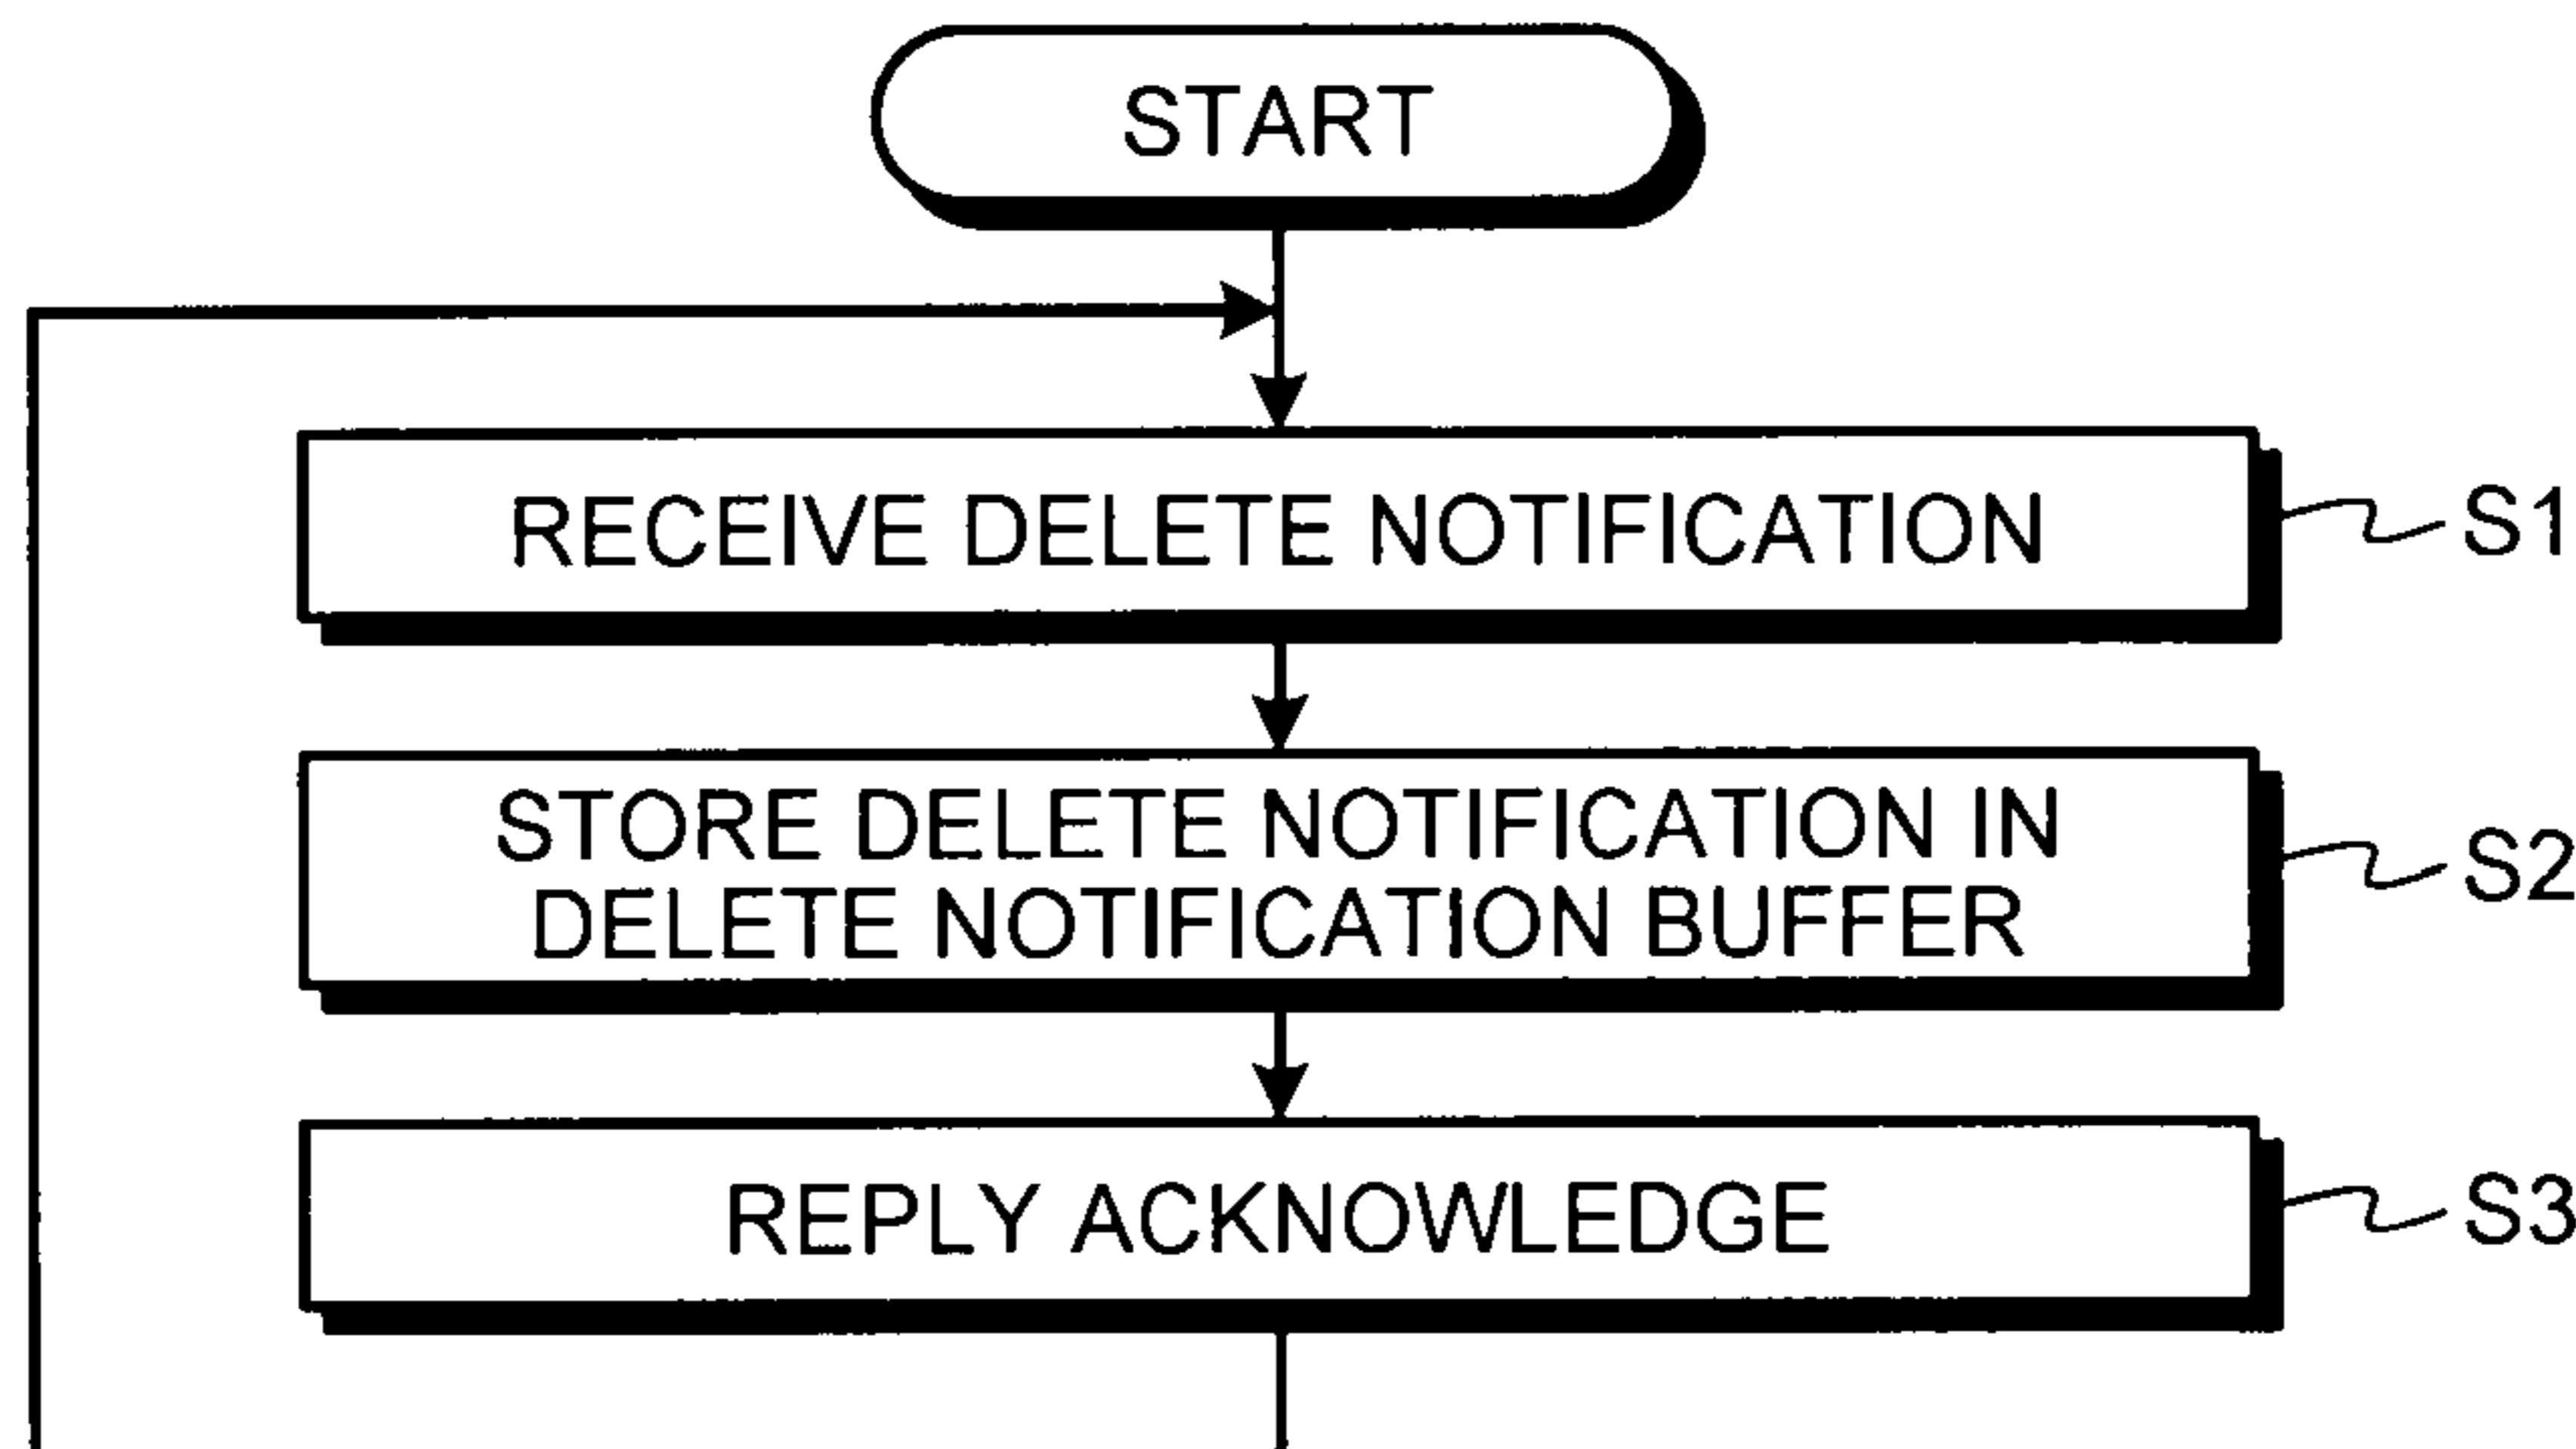 START
RECEIVE DELETE NOTIFICATION
S1
STORE DELETE NOTIFICATION IN
DELETE NOTIFICATION BUFFER
S2
REPLY ACKNOWLEDGE
S3